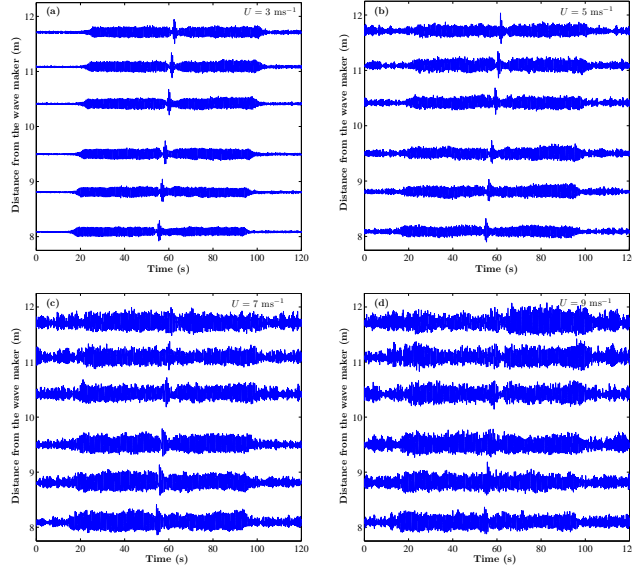 (a)
U = 3 ms⁻¹
Distance from the wave maker (m)
12
11
10
9
8
0 20 40 60 80 100 120
Time (s)
(b)
U = 5 ms⁻¹
Distance from the wave maker (m)
12
11
10
9
8
0 20 40 60 80 100 120
Time (s)
(c)
U = 7 ms⁻¹
Distance from the wave maker (m)
12
11
10
9
8
0 20 40 60 80 100 120
Time (s)
(d)
U = 9 ms⁻¹
Distance from the wave maker (m)
12
11
10
9
8
0 20 40 60 80 100 120
Time (s)